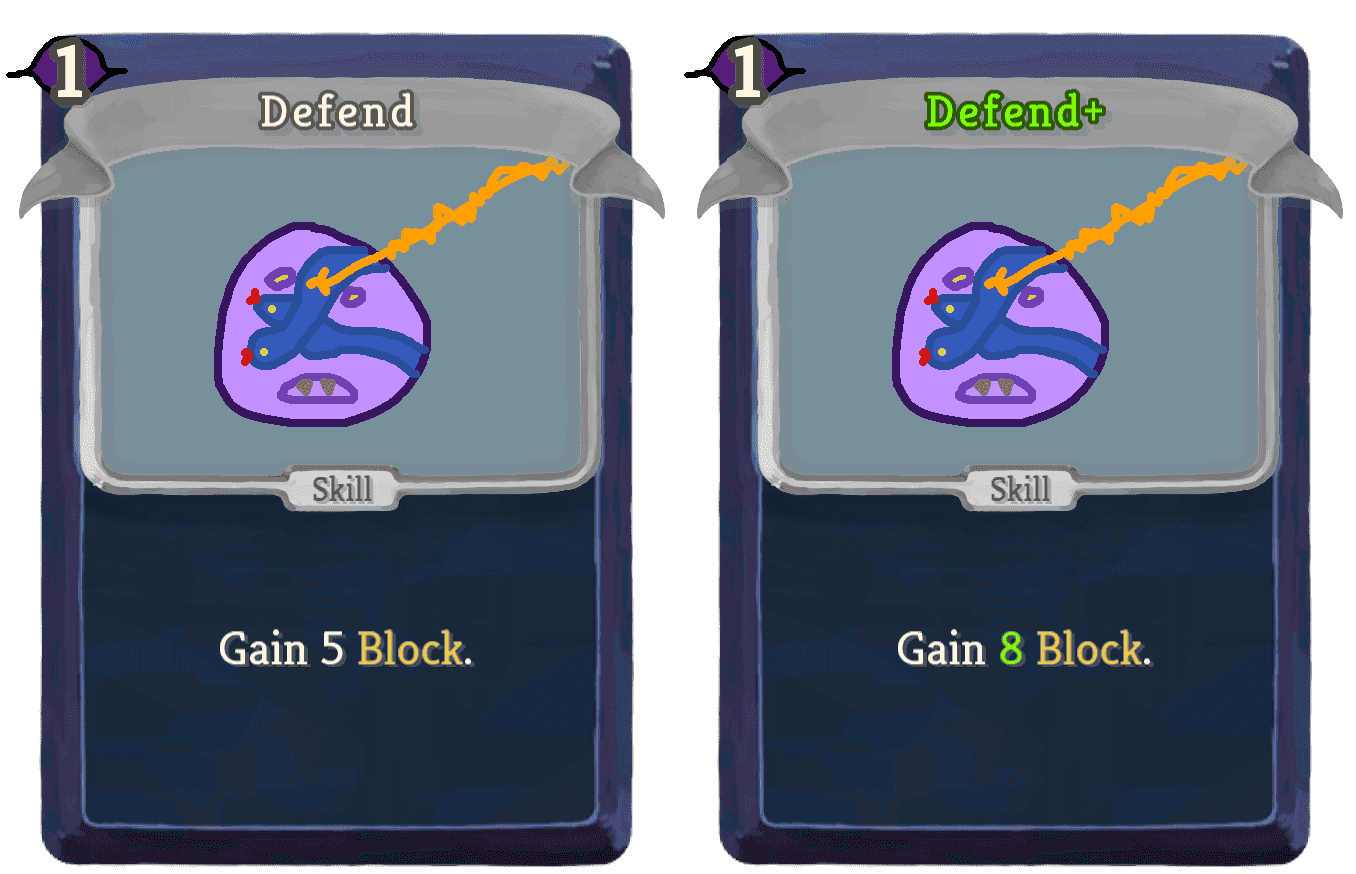 1
Defend
Skill
Gain 5 Block.
1
Defend+
Skill
Gain 8 Block.